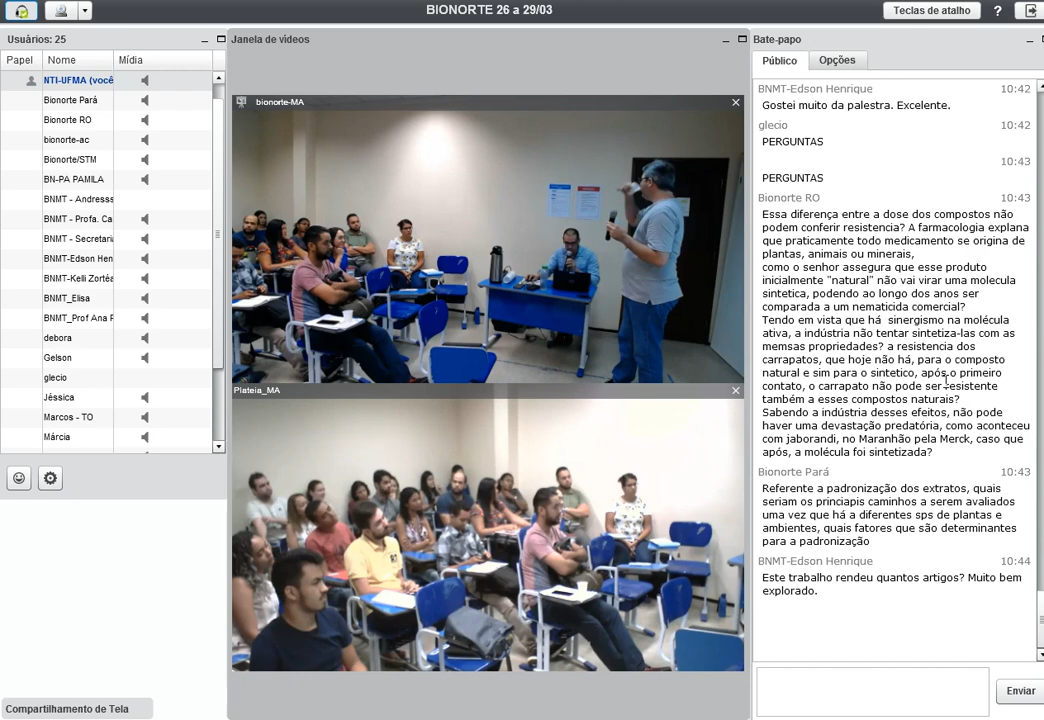 BIONORTE 26 a 29/03
Teclas de atalho
?
Usuários: 25
Papel Nome Mídia
NTI-UFMA (você
Bionorte Pará
Bionorte RO
bionorte-ac
Bionorte/STM
BN-PA PAMILA
BNMT - Andresss
BNMT - Profa. Ca
BNMT - Secretari
BNMT-Edson Hen
BNMT-Kelli Zortéa
BNMT_Elisa
BNMT_Prof Ana F
debora
Gelson
glecio
Jéssica
Marcos - TO
Márcia
Compartilhamento de Tela
Janela de vídeos
bionorte-MA
Plateia_MA
Bate-papo
Público Opções
BNMT-Edson Henrique 10:42
Gostei muito da palestra. Excelente.
glecio 10:42
PERGUNTAS
10:43
PERGUNTAS
Bionorte RO 10:43
Essa diferença entre a dose dos compostos não
podem conferir resistencia? A farmacologia explana
que praticamente todo medicamento se origina de
plantas, animais ou minerais,
como o senhor assegura que esse produto
inicialmente "natural" não vai virar uma molecula
sintetica, podendo ao longo dos anos ser
comparada a um nematicida comercial?
Tendo em vista que há sinergismo na molécula
ativa, a indústria não tentar sintetiza-las com as
memsas propriedades? a resistencia dos
carrapatos, que hoje não há, para o composto
natural e sim para o sintetico, após o primeiro
contato, o carrapato não pode ser resistente
também a esses compostos naturais?
Sabendo a indústria desses efeitos, não pode
haver uma devastação predatória, como aconteceu
com jaborandi, no Maranhão pela Merck, caso que
após, a molécula foi sintetizada?
Bionorte Pará 10:43
Referente a padronização dos extratos, quais
seriam os principais caminhos a serem avaliados
uma vez que há a diferentes sps de plantas e
ambientes, quais fatores que são determinantes
para a padronização
BNMT-Edson Henrique 10:44
Este trabalho rendeu quantos artigos? Muito bem
explorado.
Enviar